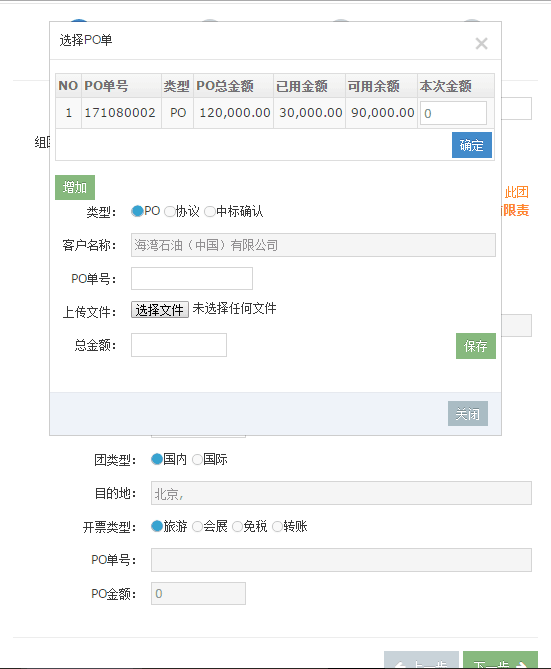 选择PO单 ×
NO PO单号 类型 PO总金额 已用金额 可用余额 本次金额
1 171080002 PO 120,000.00 30,000.00 90,000.00 0
确定
组团
增加
此团
有限责
类型： PO 协议 中标确认
客户名称： 海湾石油（中国）有限公司
PO单号：
上传文件： 选择文件 未选择任何文件
总金额： 保存
关闭
团类型： 国内 国际
目的地： 北京,
开票类型： 旅游 会展 免税 转账
PO单号：
PO金额： 0
上一步 下一步